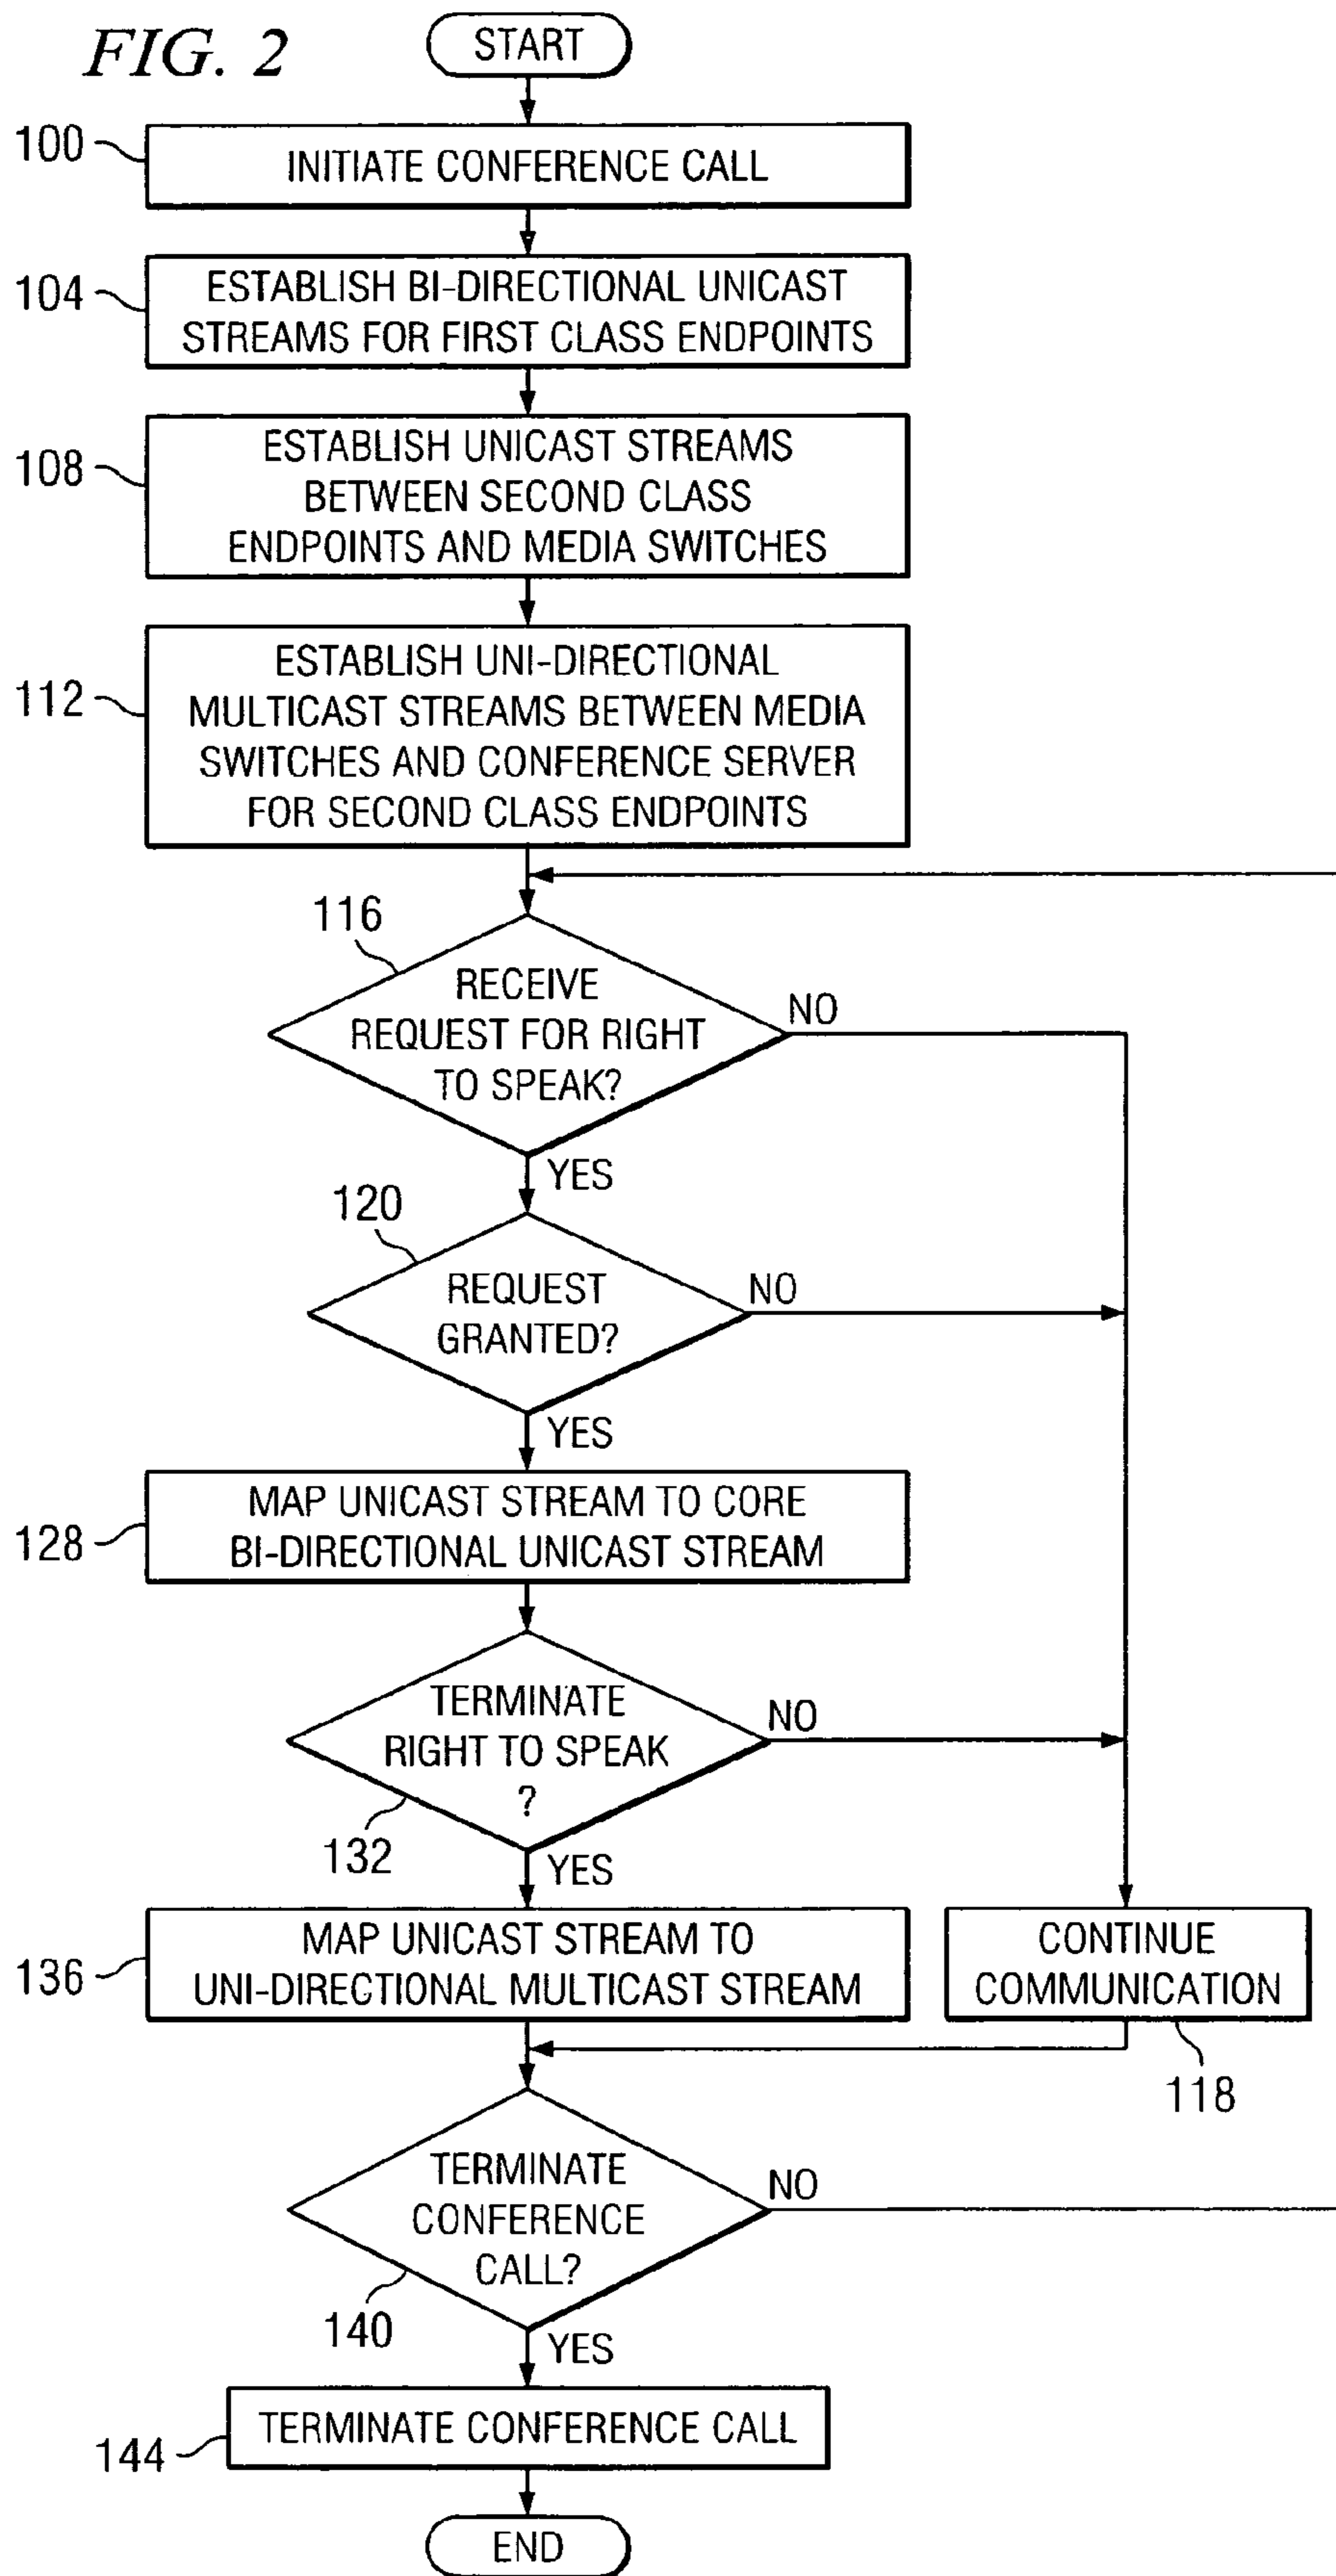 FIG. 2
START
100
INITIATE CONFERENCE CALL
104
ESTABLISH BI-DIRECTIONAL UNICAST
STREAMS FOR FIRST CLASS ENDPOINTS
108
ESTABLISH UNICAST STREAMS
BETWEEN SECOND CLASS
ENDPOINTS AND MEDIA SWITCHES
112
ESTABLISH UNI-DIRECTIONAL
MULTICAST STREAMS BETWEEN MEDIA
SWITCHES AND CONFERENCE SERVER
FOR SECOND CLASS ENDPOINTS
116
RECEIVE
REQUEST FOR RIGHT
TO SPEAK?
NO
YES
120
REQUEST
GRANTED?
NO
YES
128
MAP UNICAST STREAM TO CORE
BI-DIRECTIONAL UNICAST STREAM
TERMINATE
RIGHT TO SPEAK
?
NO
132
YES
136
MAP UNICAST STREAM TO
UNI-DIRECTIONAL MULTICAST STREAM
CONTINUE
COMMUNICATION
118
TERMINATE
CONFERENCE
CALL?
NO
140
YES
144
TERMINATE CONFERENCE CALL
END